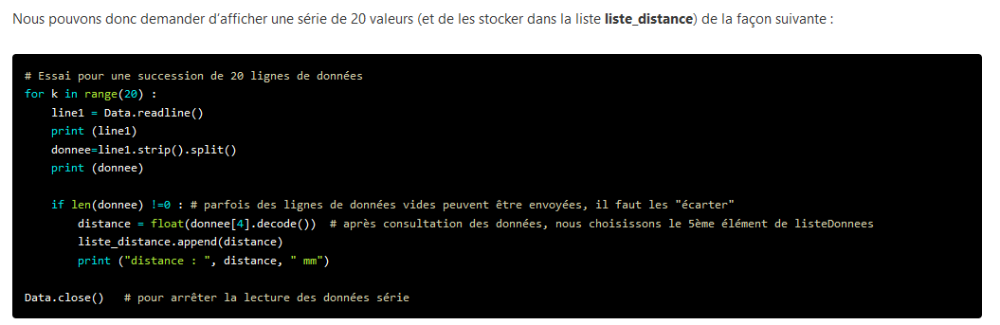 Nous pouvons donc demander d'afficher une série de 20 valeurs (et de les stocker dans la liste liste_distance) de la façon suivante :
# Essai pour une succession de 20 lignes de données
for k in range(20) :
    line1 = Data.readline()
    print (line1)
    donnee=line1.strip().split()
    print (donnee)
    if len(donnee) !=0 : # parfois des lignes de données vides peuvent être envoyées, il faut les "écarter"
        distance = float(donnee[4].decode())  # après consultation des données, nous choisissons le 5ème élément de listeDonnees
        liste_distance.append(distance)
        print ("distance : ", distance, " mm")
Data.close()   # pour arrêter la lecture des données série